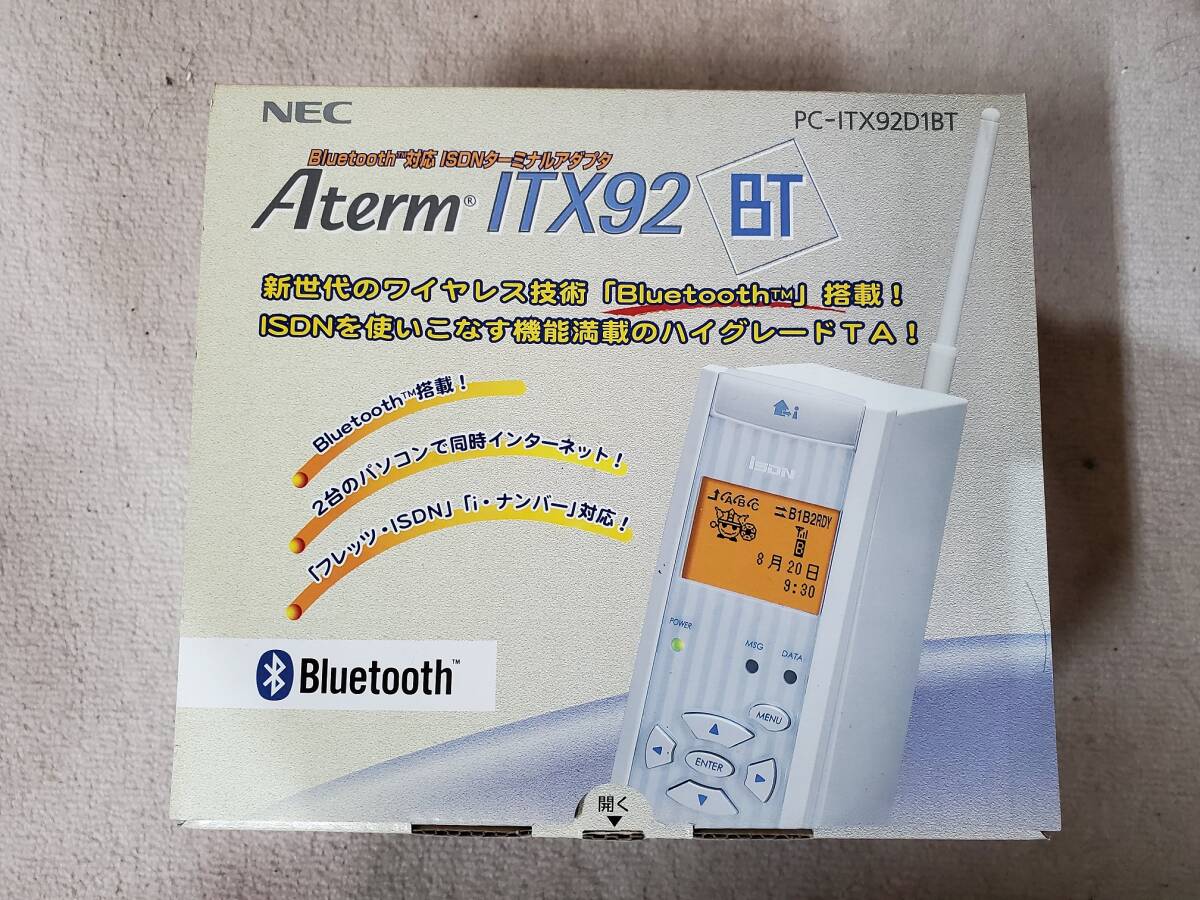 NEC
PC-ITX92D1BT
Bluetooth™対応 ISDNターミナルアダプタ
Aterm® ITX92 BT
新世代のワイヤレス技術「Bluetooth™」搭載！
ISDNを使いこなす機能満載のハイグレードTA！
Bluetooth™搭載！
2台のパソコンで同時インターネット！
「フレッツ・ISDN」「i・ナンバー」対応！
Bluetooth™
i
ISDN
A B C B1B2RDY
B
8月20日
9:30
POWER
MSG
DATA
MENU
ENTER
開く